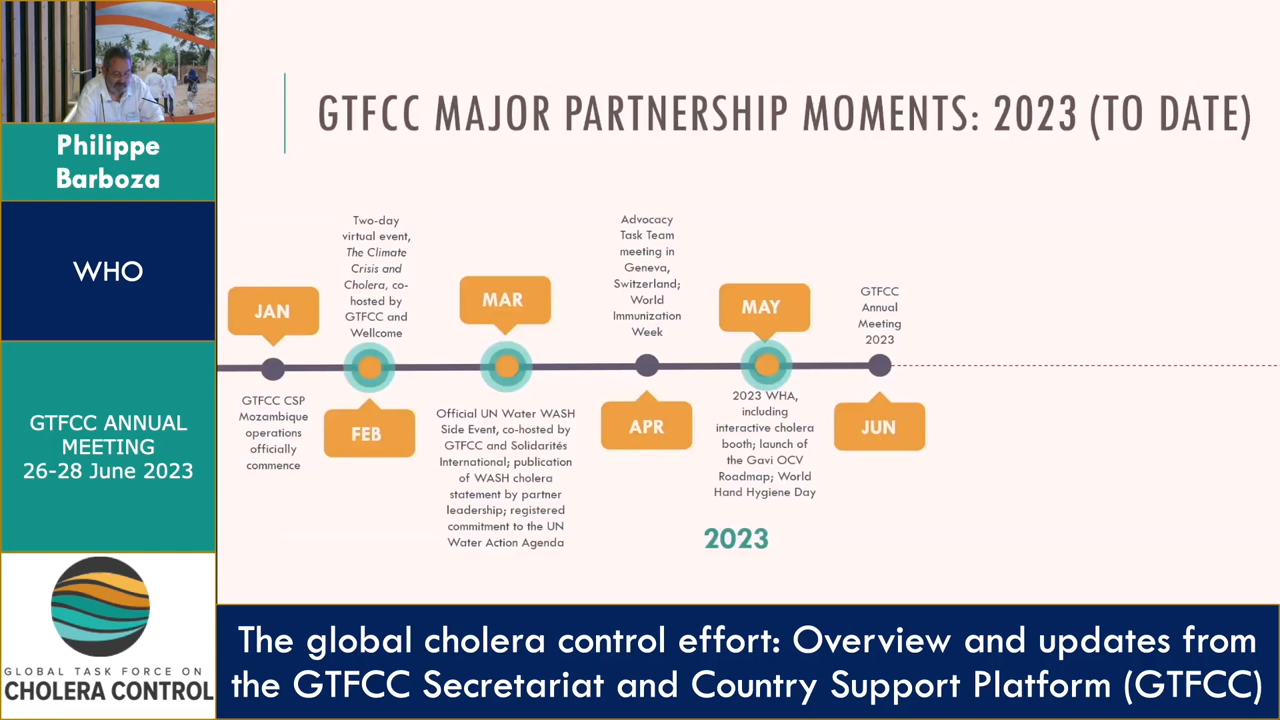 Philippe
Barboza
WHO
GTFCC ANNUAL
MEETING
26-28 June 2023
GLOBAL TASK FORCE ON
CHOLERA CONTROL
GTFCC MAJOR PARTNERSHIP MOMENTS: 2023 (TO DATE)
JAN
GTFCC CSP
Mozambique
operations
officially
commence
Two-day
virtual event,
The Climate
Crisis and
Cholera, co-
hosted by
GTFCC and
Wellcome
FEB
MAR
Official UN Water WASH
Side Event, co-hosted by
GTFCC and Solidarités
International; publication
of WASH cholera
statement by partner
leadership; registered
commitment to the UN
Water Action Agenda
Advocacy
Task Team
meeting in
Geneva,
Switzerland;
World
Immunization
Week
APR
MAY
2023 WHA,
including
interactive cholera
booth; launch of
the Gavi OCV
Roadmap; World
Hand Hygiene Day
GTFCC
Annual
Meeting
2023
JUN
2023
The global cholera control effort: Overview and updates from
the GTFCC Secretariat and Country Support Platform (GTFCC)